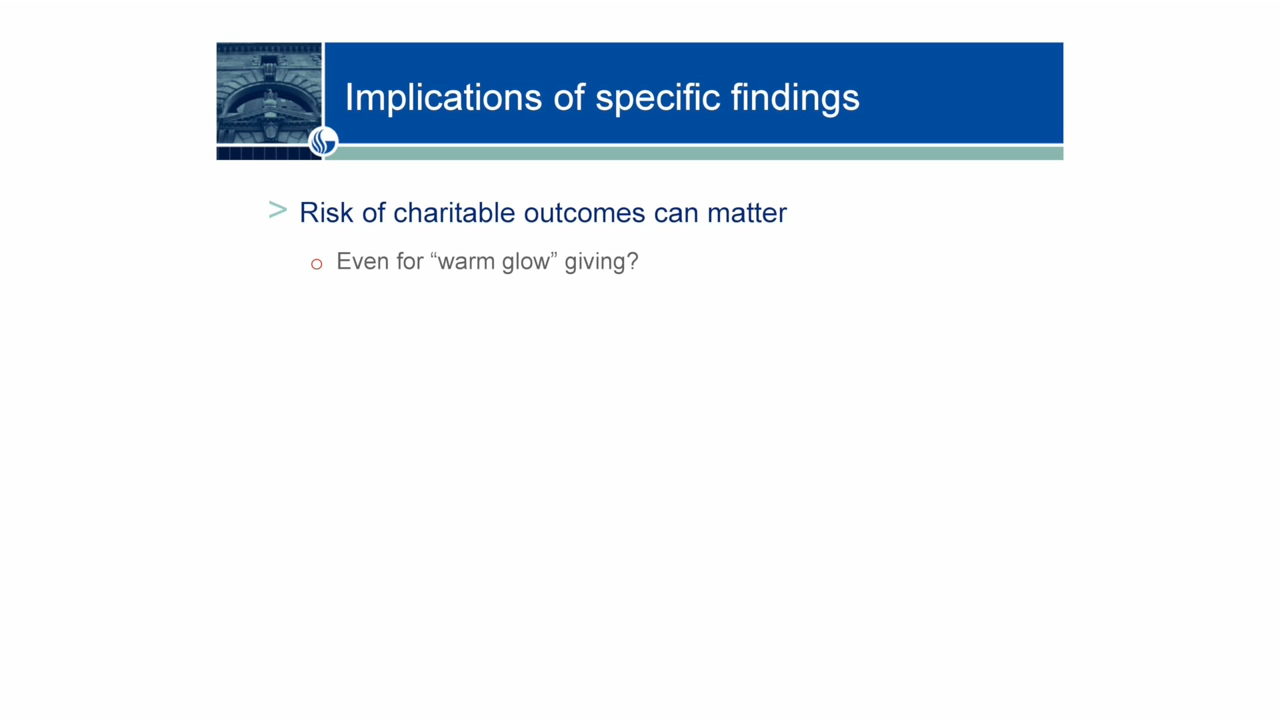 Implications of specific findings
> Risk of charitable outcomes can matter
o Even for “warm glow” giving?